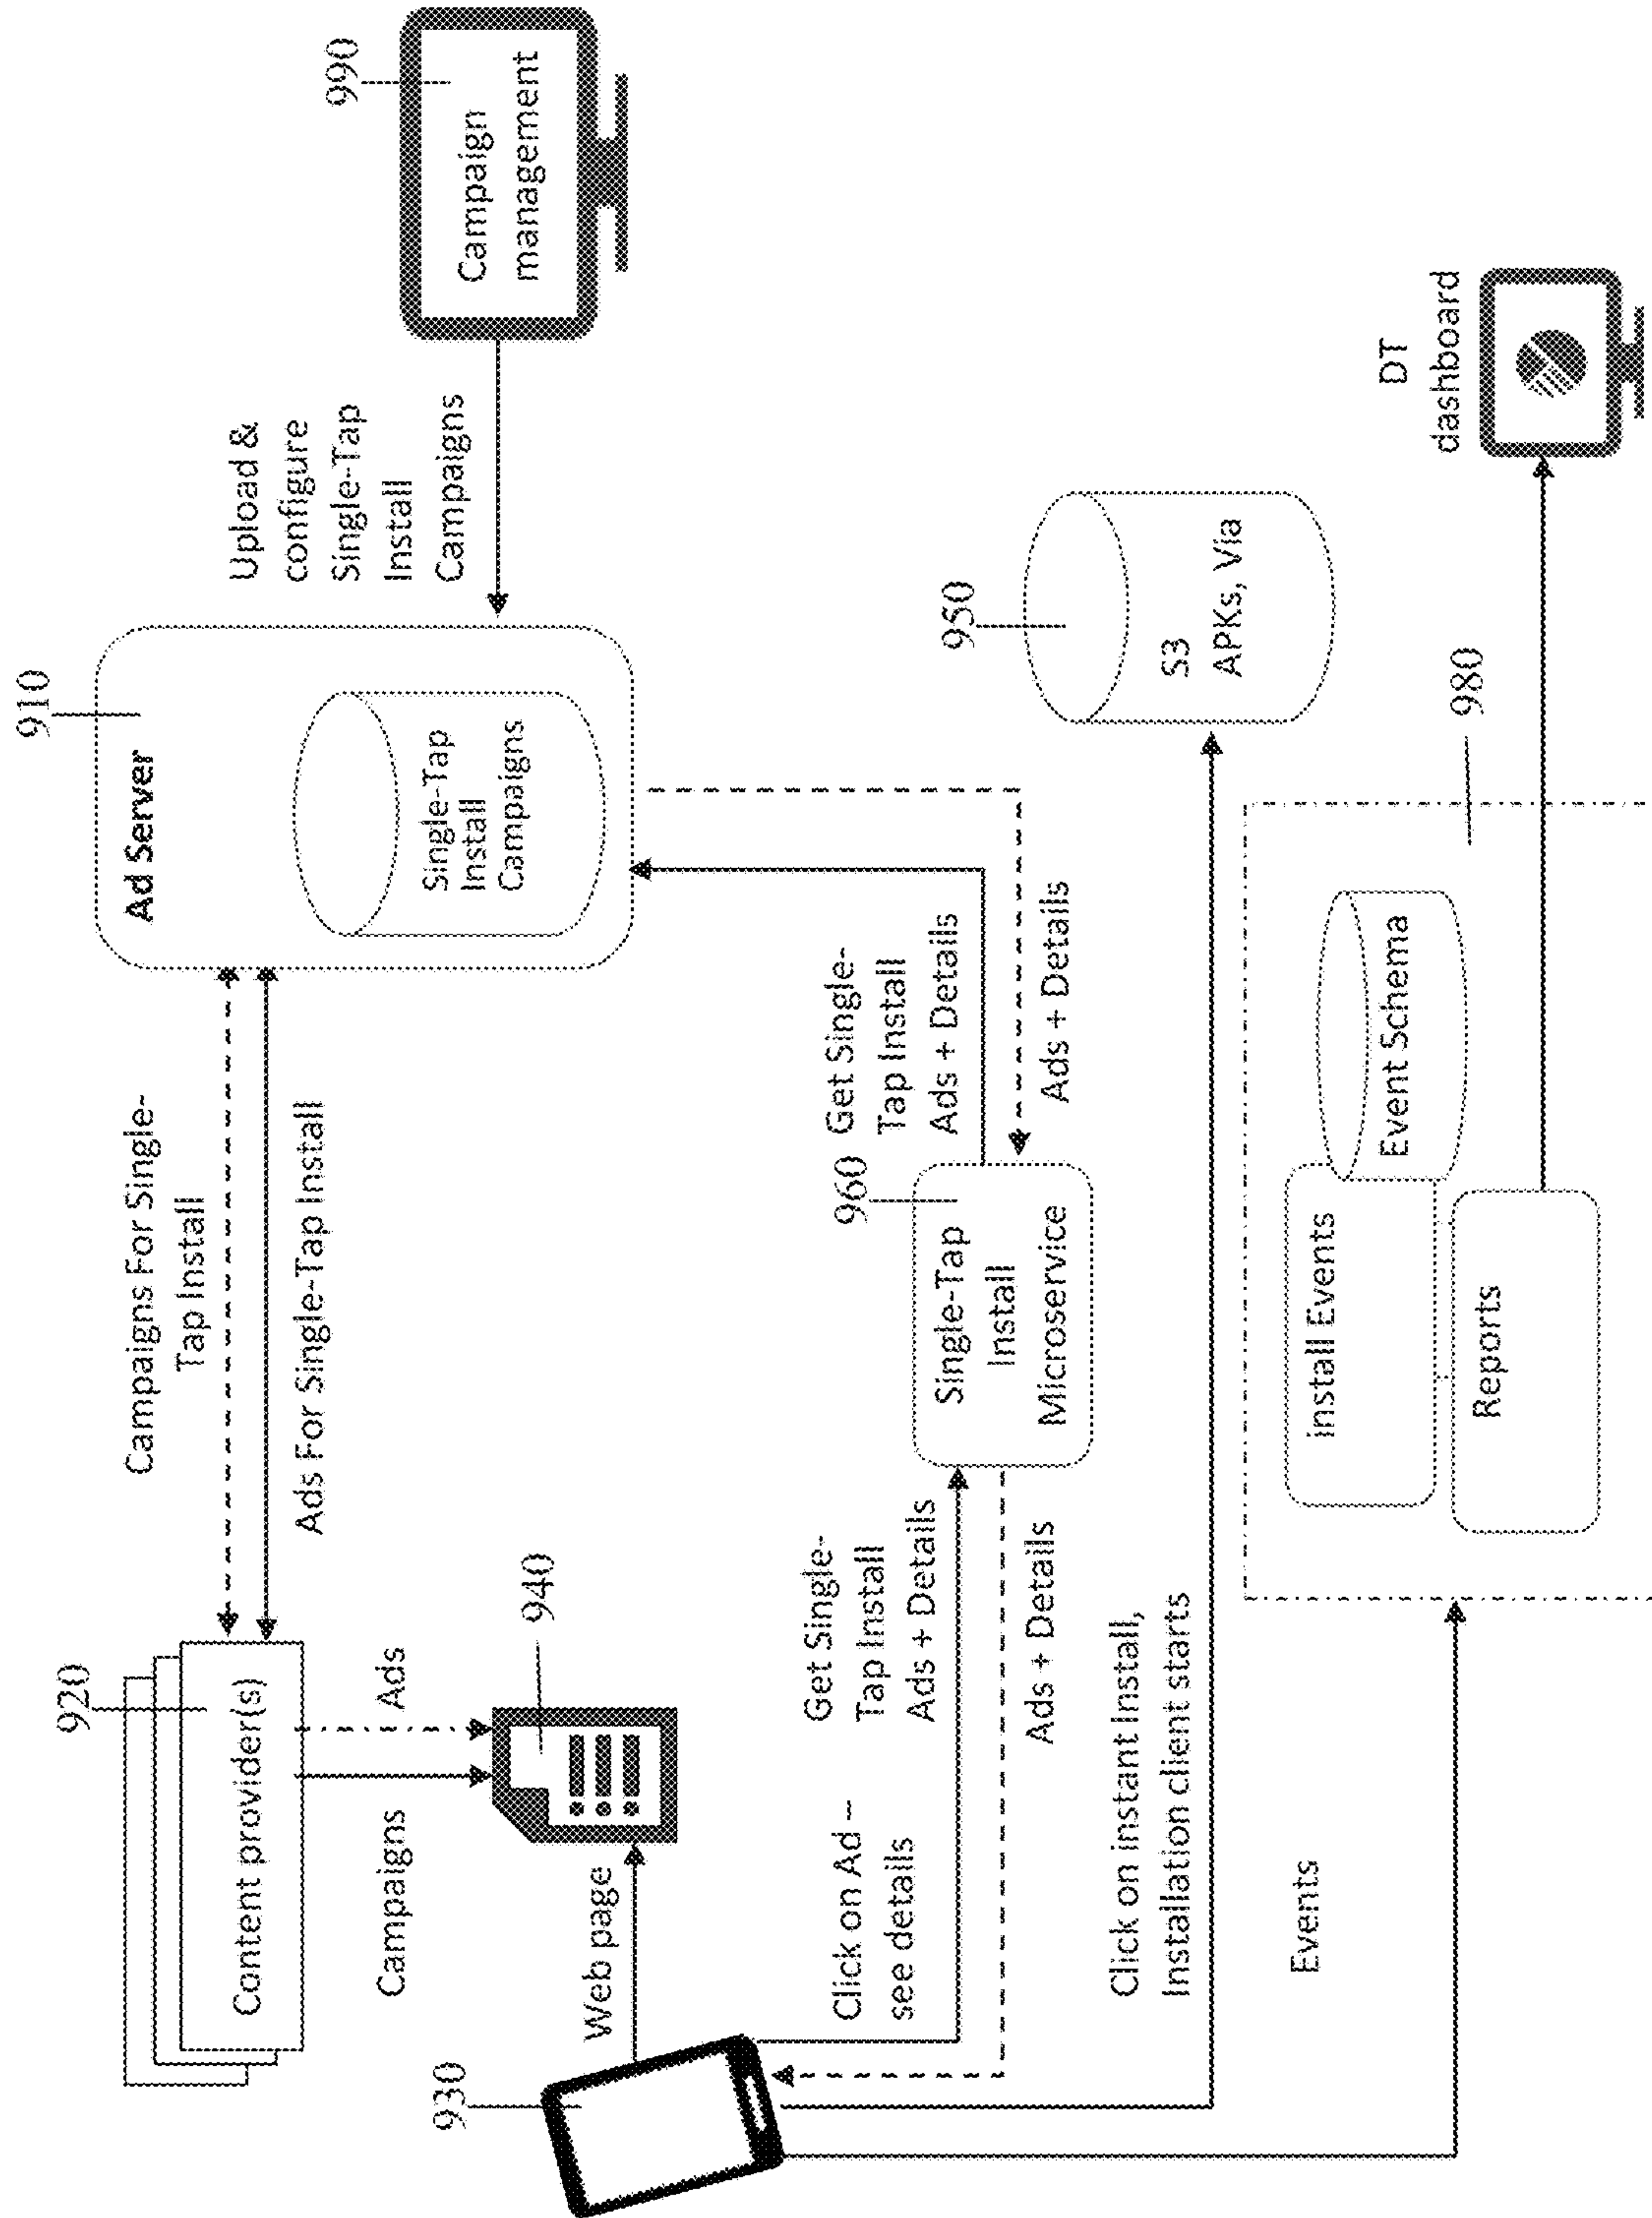 920
Content provider(s)
Campaigns
Ads
940
930
Web page
Campaigns For Single-
Tap Install
Ads For Single-Tap Install
910
Ad Server
Single-Tap
Install
Campaigns
Upload &
configure
Single-Tap
Install
Campaigns
990
Campaign
management
Click on Ad –
see details
Get Single-
Tap Install
Ads + Details
Ads + Details
960
Single-Tap
Install
Microservice
Get Single-
Tap Install
Ads + Details
Ads + Details
950
S3
APKs, Via
Click on instant Install,
Installation client starts
Events
980
Install Events
Event Schema
Reports
DT
dashboard